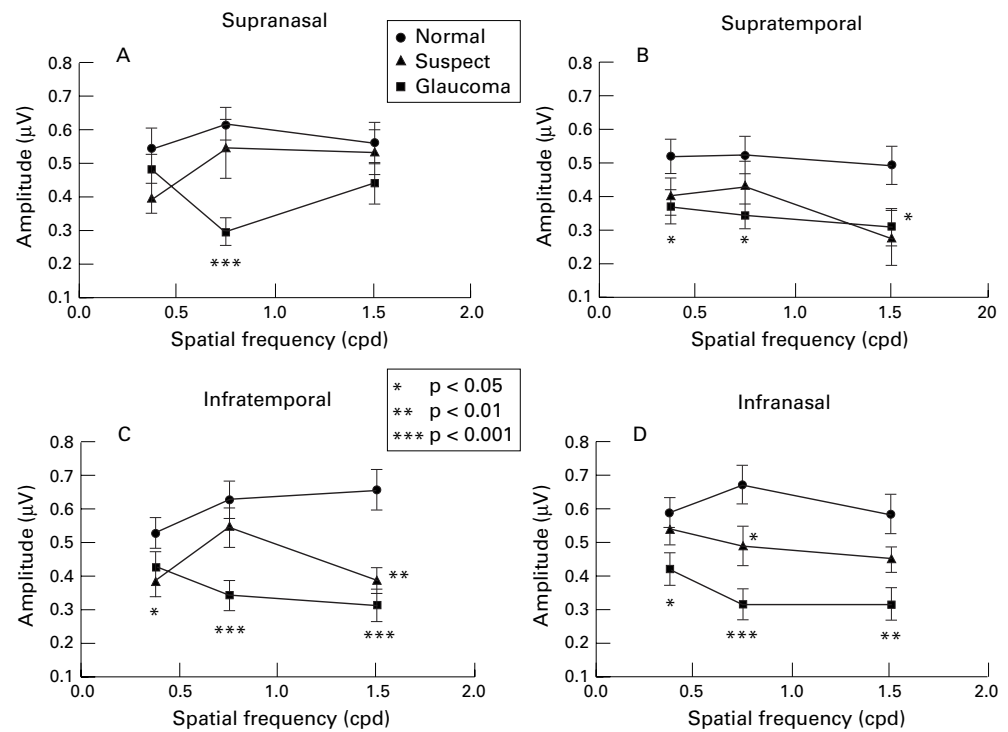 Supranasal
Supratemporal
● Normal
▲ Suspect
■ Glaucoma
A
0.8
0.7
0.6
0.5
0.4
0.3
0.2
0.1
Amplitude (μV)
***
0.0 0.5 1.0 1.5 2.0
Spatial frequency (cpd)
B
0.8
0.7
0.6
0.5
0.4
0.3
0.2
0.1
Amplitude (μV)
* * *
0.0 0.5 1.0 1.5 20
Spatial frequency (cpd)
Infratemporal
* p < 0.05
** p < 0.01
*** p < 0.001
Infranasal
C
0.8
0.7
0.6
0.5
0.4
0.3
0.2
0.1
Amplitude (μV)
**
* *** ***
0.0 0.5 1.0 1.5 2.0
Spatial frequency (cpd)
D
0.8
0.7
0.6
0.5
0.4
0.3
0.2
0.1
Amplitude (μV)
*
* *** **
0.0 0.5 1.0 1.5 2.0
Spatial frequency (cpd)